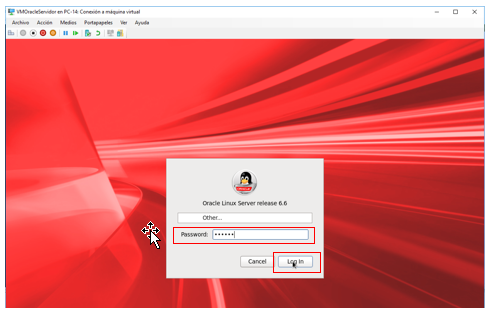 VMOracleServidor en PC-14: Conexión a máquina virtual
Archivo Acción Medios Portapapeles Ver Ayuda
Oracle Linux Server release 6.6
Other...
Password: ••••••
Cancel Log In